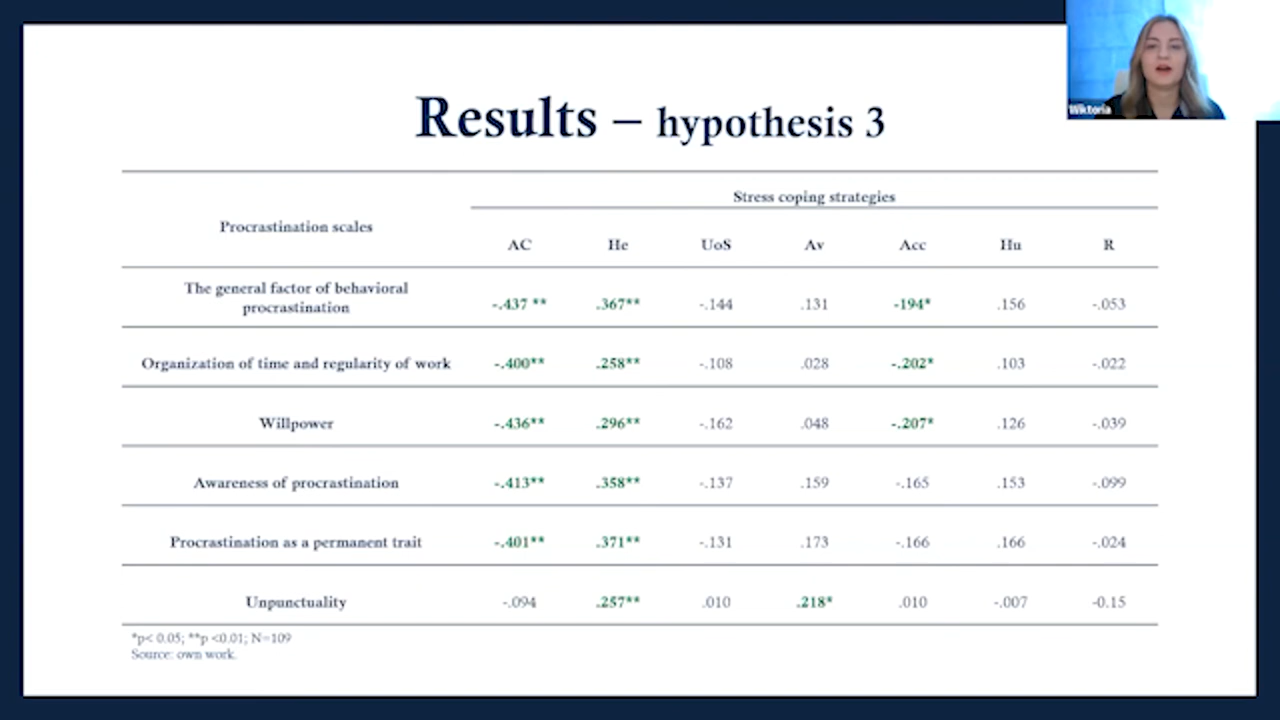 Wiktoria
Results – hypothesis 3
Procrastination scales
Stress coping strategies
AC He UoS Av Acc Hu R
The general factor of behavioral
procrastination
-.437 ** .367** -.144 .131 -194* .156 -.053
Organization of time and regularity of work -.400** .258** -.108 .028 -.202* .103 -.022
Willpower -.436** .296** -.162 .048 -.207* .126 -.039
Awareness of procrastination -.413** .358** -.137 .159 -.165 .153 -.099
Procrastination as a permanent trait -.401** .371** -.131 .173 -.166 .166 -.024
Unpunctuality -.094 .257** .010 .218* .010 -.007 -0.15
*p< 0.05; **p <0.01; N=109
Source: own work.